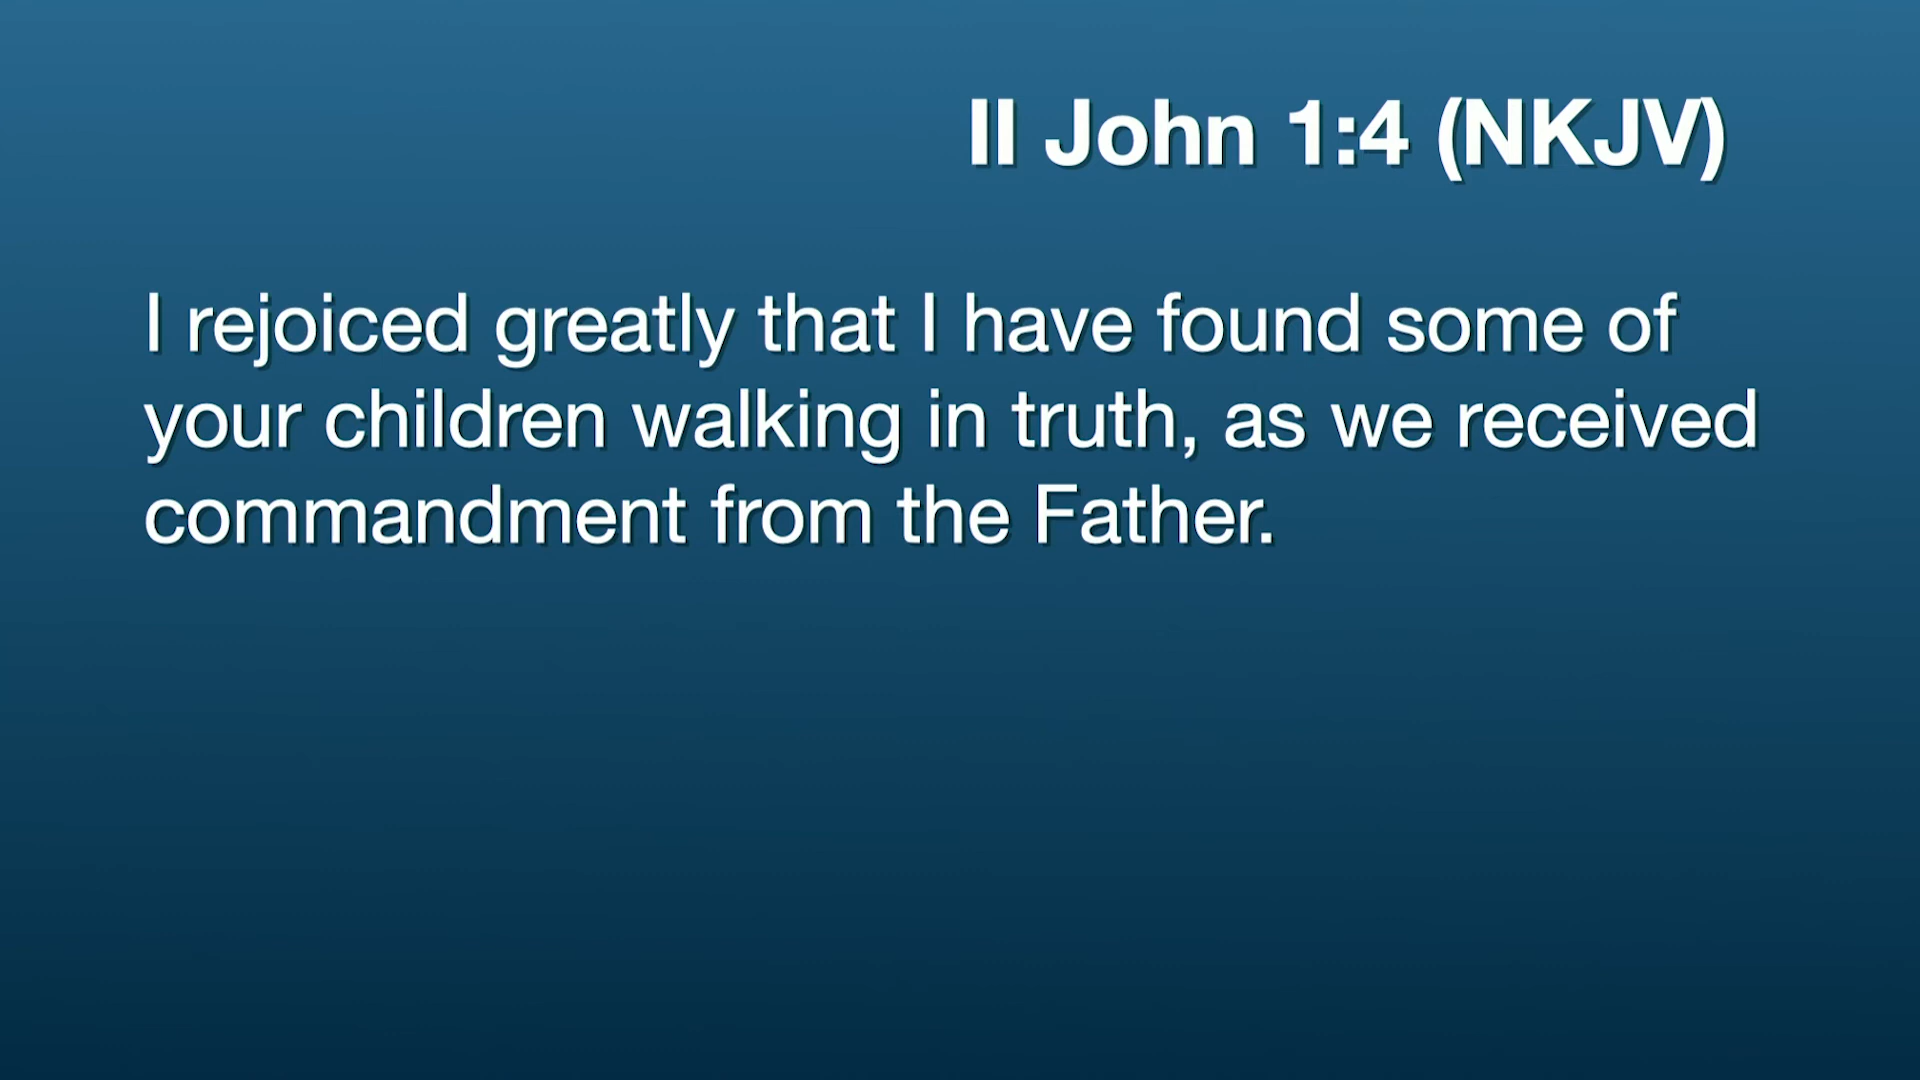 II John 1:4 (NKJV)
I rejoiced greatly that I have found some of
your children walking in truth, as we received
commandment from the Father.